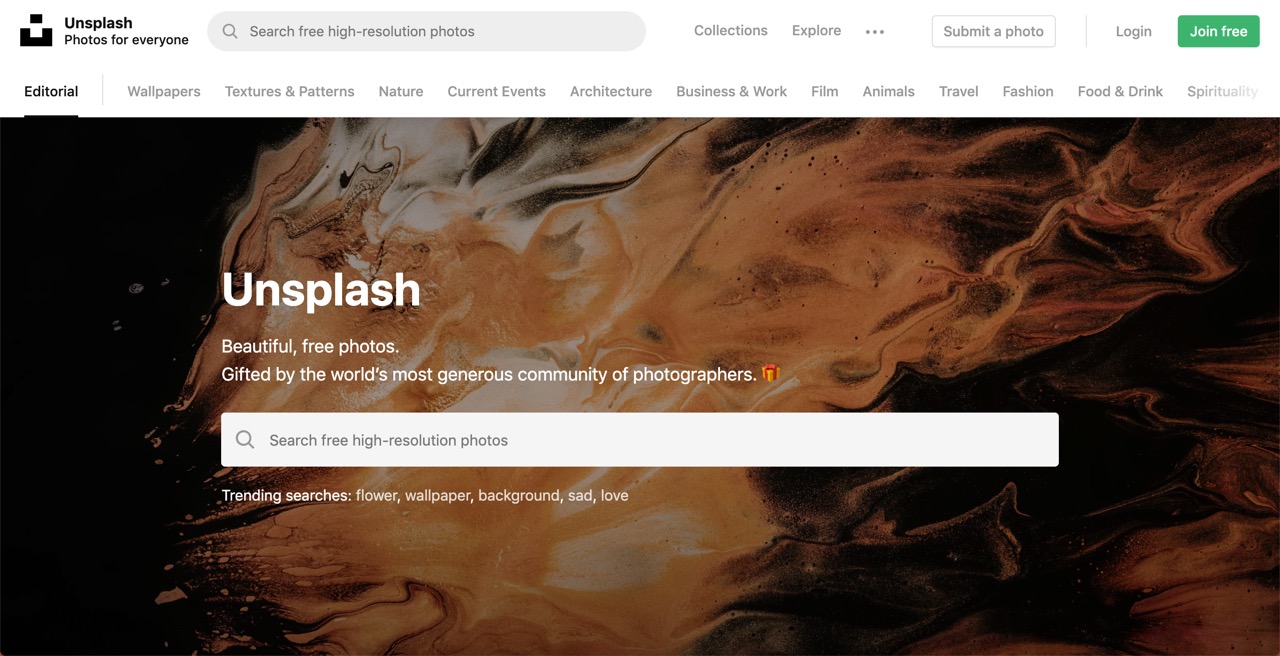 Unsplash
Photos for everyone
Search free high-resolution photos
Collections Explore ••• Submit a photo Login Join free
Editorial Wallpapers Textures & Patterns Nature Current Events Architecture Business & Work Film Animals Travel Fashion Food & Drink Spirituality
Unsplash
Beautiful, free photos.
Gifted by the world’s most generous community of photographers. 🎁
Search free high-resolution photos
Trending searches: flower, wallpaper, background, sad, love